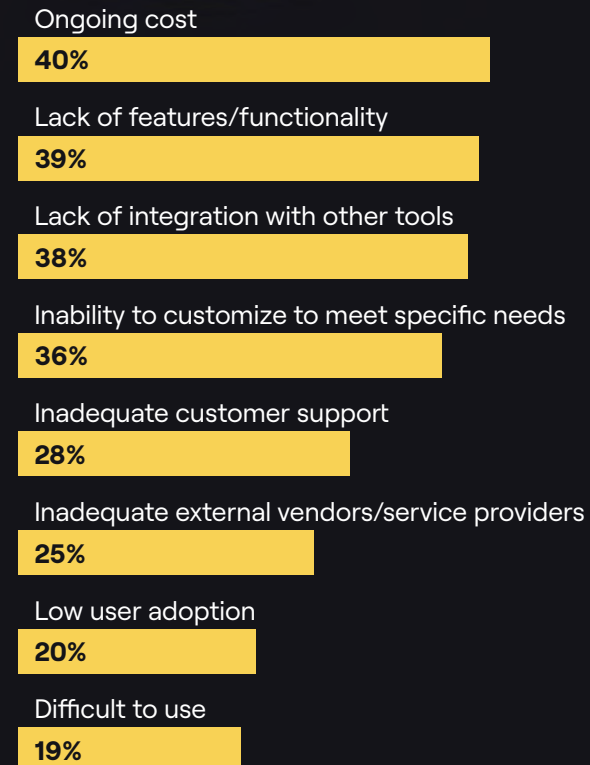 Ongoing cost
40%
Lack of features/functionality
39%
Lack of integration with other tools
38%
Inability to customize to meet specific needs
36%
Inadequate customer support
28%
Inadequate external vendors/service providers
25%
Low user adoption
20%
Difficult to use
19%